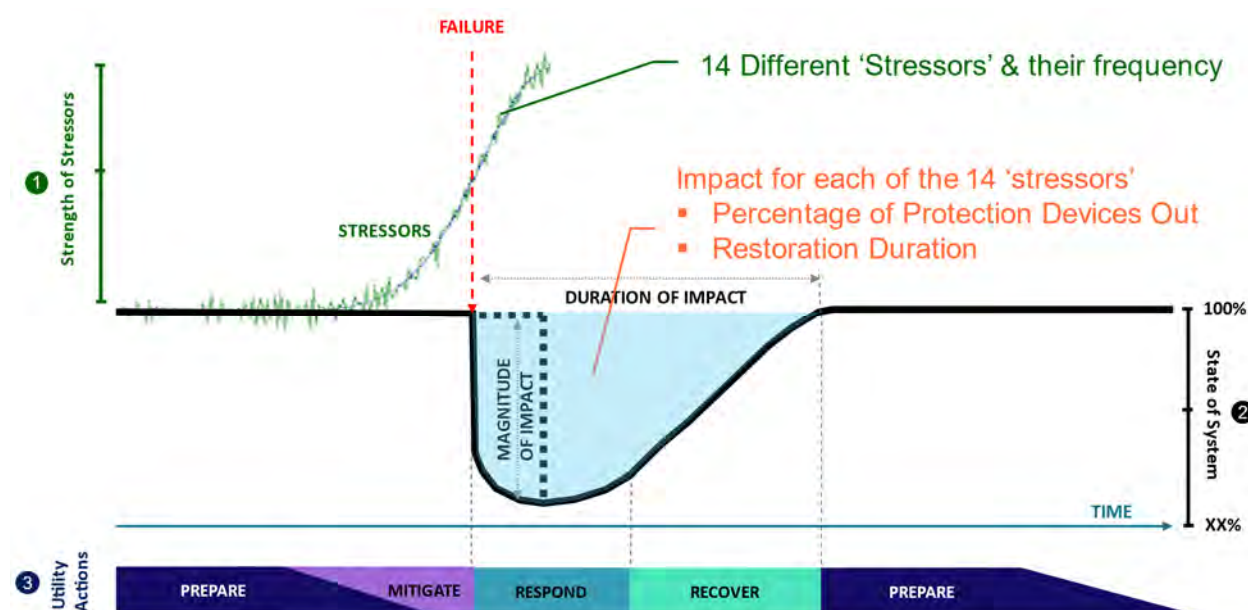 FAILURE
14 Different ‘Stressors’ & their frequency
1
Strength of Stressors
STRESSORS
Impact for each of the 14 ‘stressors’
▪ Percentage of Protection Devices Out
▪ Restoration Duration
DURATION OF IMPACT
MAGNITUDE
OF IMPACT
100%
State of
System
2
TIME
XX%
3
Utility
Actions
PREPARE
MITIGATE
RESPOND
RECOVER
PREPARE